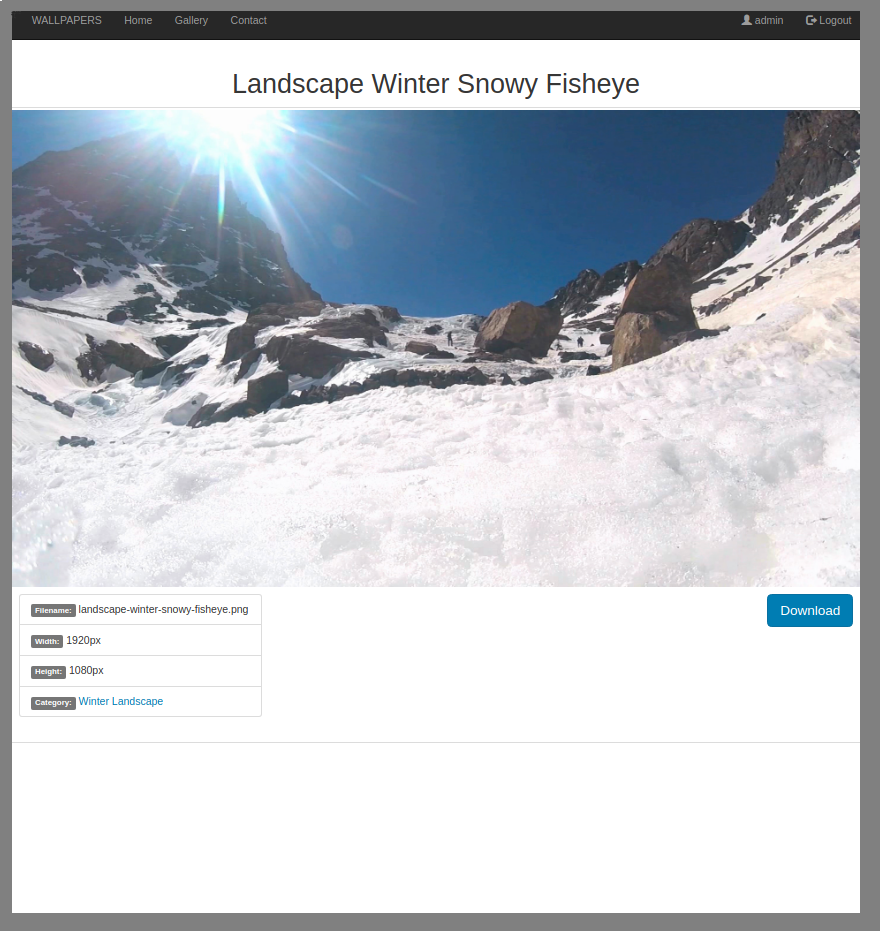 WALLPAPERS Home Gallery Contact admin Logout
Landscape Winter Snowy Fisheye
Filename: landscape-winter-snowy-fisheye.png
Download
Width: 1920px
Height: 1080px
Category: Winter Landscape